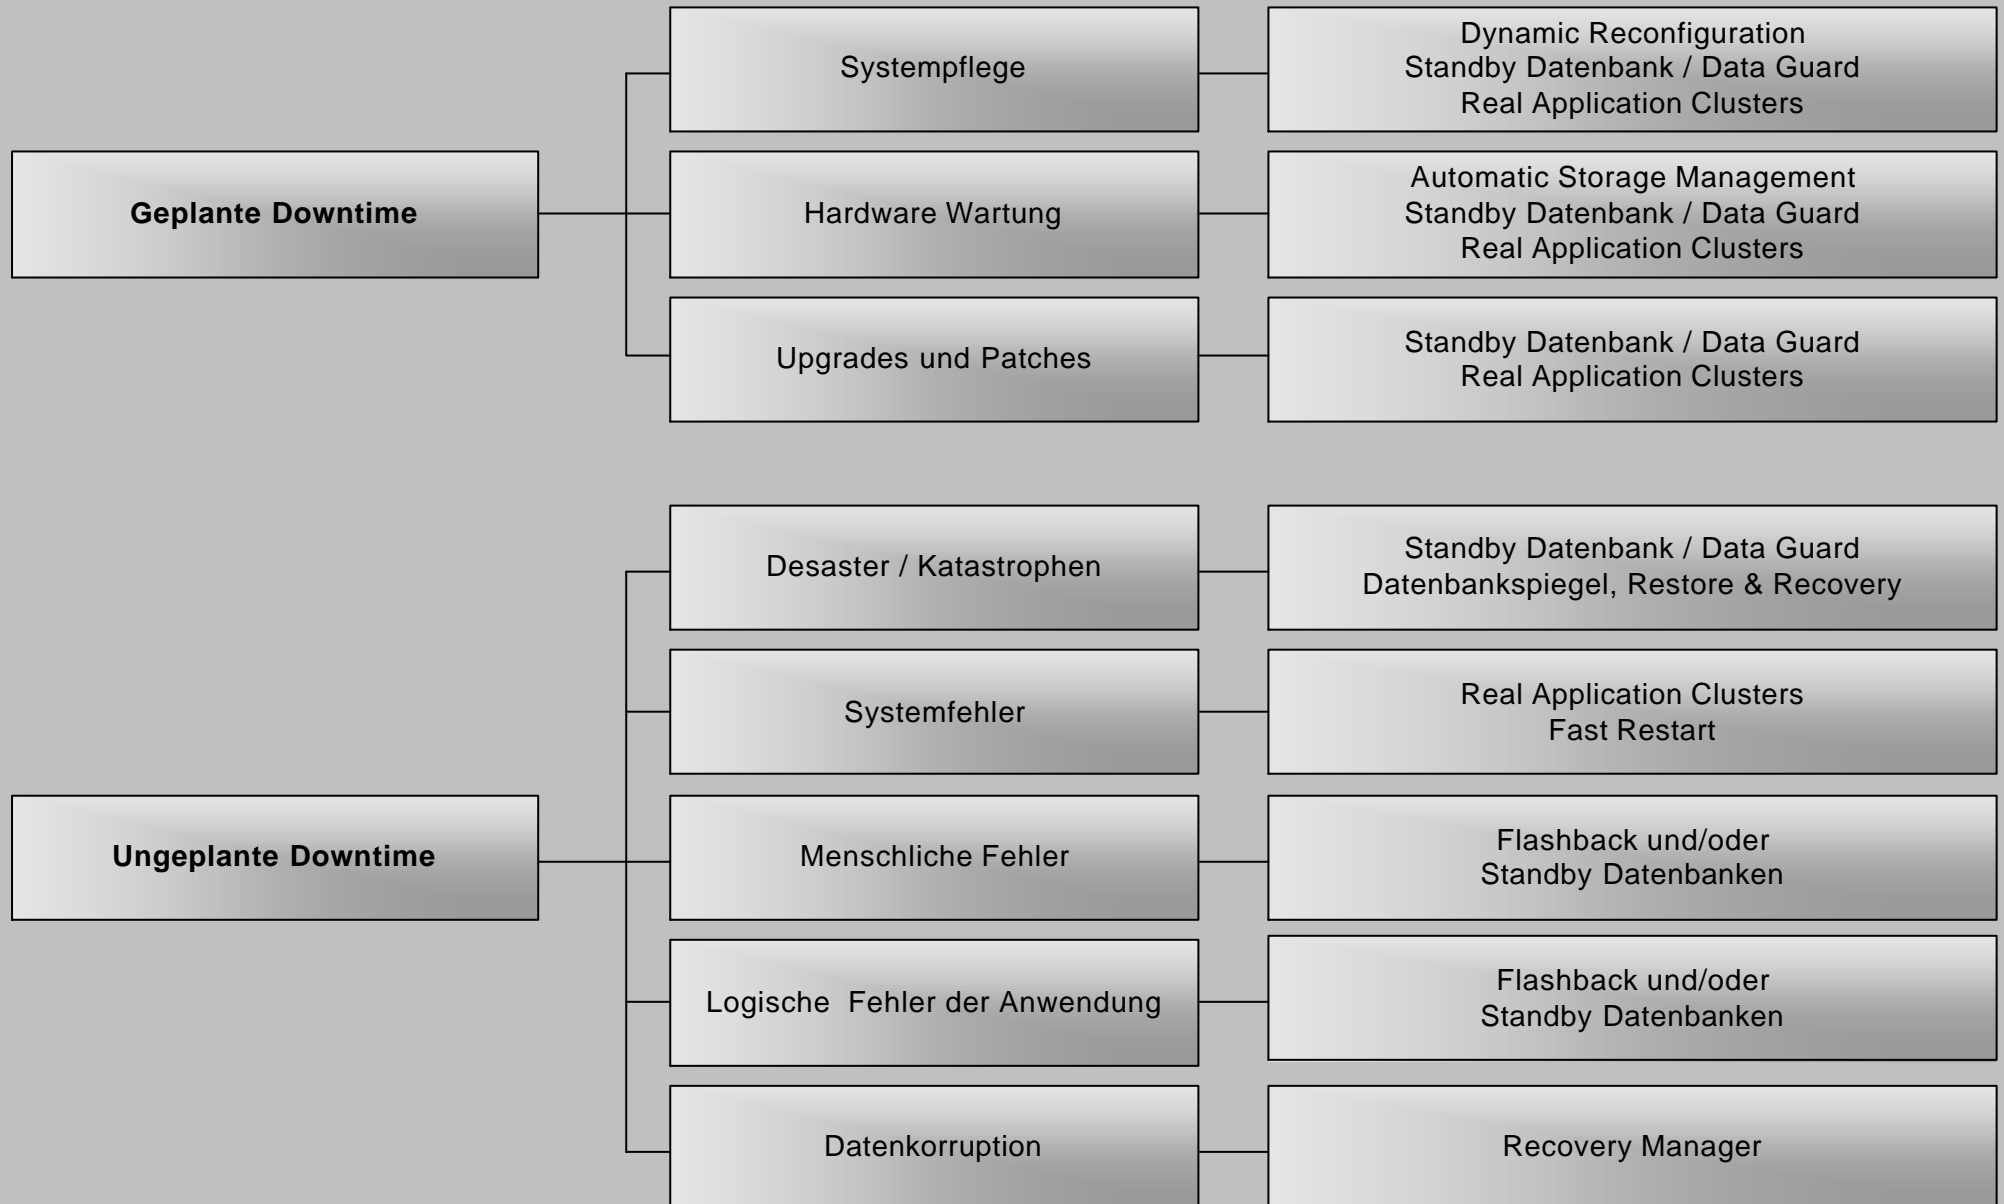 Geplante Downtime
Systempflege
Dynamic Reconfiguration
Standby Datenbank / Data Guard
Real Application Clusters
Hardware Wartung
Automatic Storage Management
Standby Datenbank / Data Guard
Real Application Clusters
Upgrades und Patches
Standby Datenbank / Data Guard
Real Application Clusters
Ungeplante Downtime
Desaster / Katastrophen
Standby Datenbank / Data Guard
Datenbankspiegel, Restore & Recovery
Systemfehler
Real Application Clusters
Fast Restart
Menschliche Fehler
Flashback und/oder
Standby Datenbanken
Logische  Fehler der Anwendung
Flashback und/oder
Standby Datenbanken
Datenkorruption
Recovery Manager